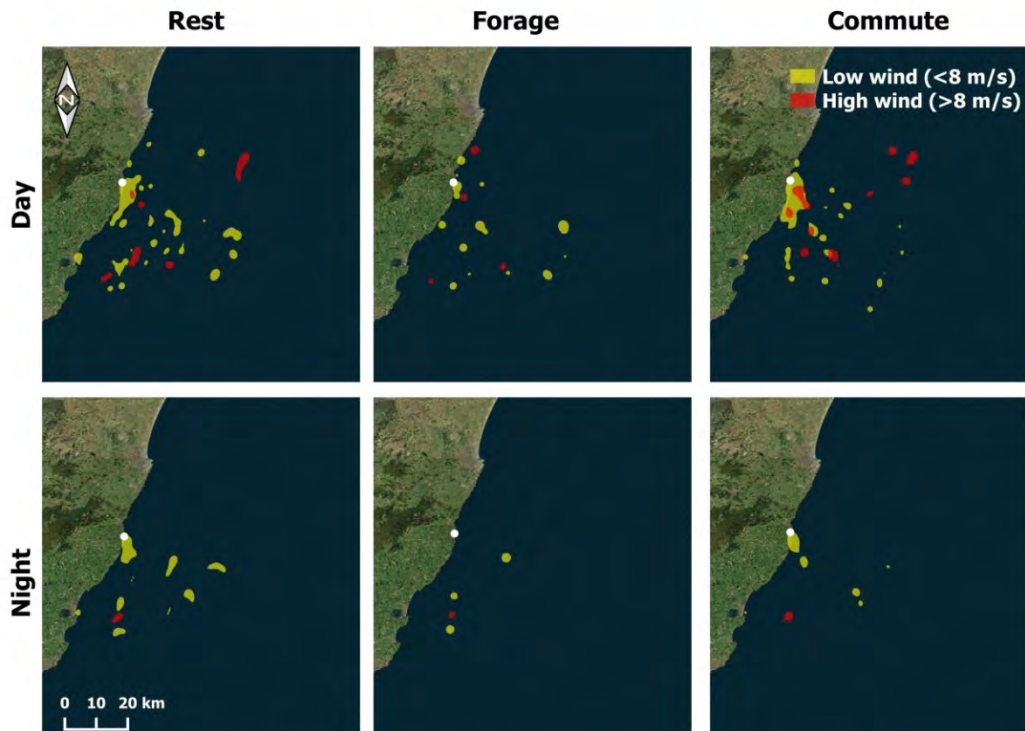 Rest
Forage
Commute
Day
N
Low wind (<8 m/s)
High wind (>8 m/s)
Night
0 10 20 km